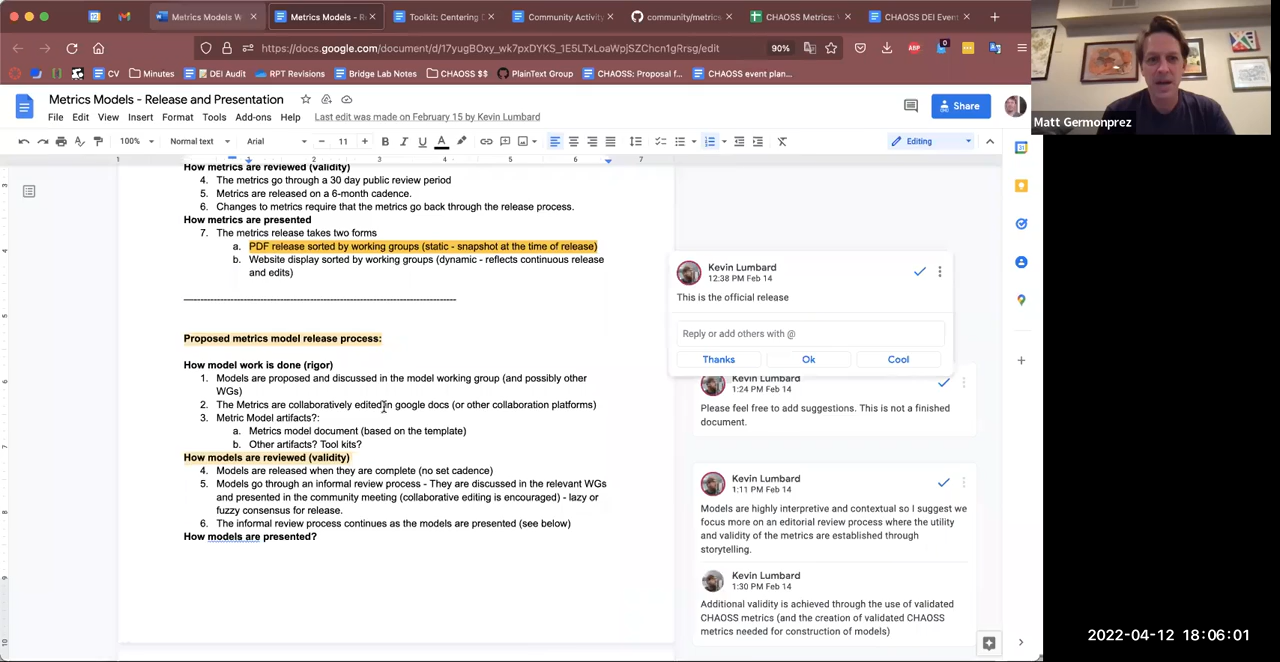 Metrics Models W
Metrics Models - R
Toolkit: Centering
Community Activity
community/metrics
CHAOSS Metrics:
CHAOSS DEI Event
https://docs.google.com/document/d/17yugBOxy_wk7pxDYKS_1E5LTxLoaWpjSZChcn1gRrsg/edit
90%
CV
Minutes
DEI Audit
RPT Revisions
Bridge Lab Notes
CHAOSS $$
PlainText Group
CHAOSS: Proposal f...
CHAOSS event plan...
Metrics Models - Release and Presentation
File Edit View Insert Format Tools Add-ons Help Last edit was made on February 15 by Kevin Lumbard
Share
100% Normal text Arial 11 Editing
1 2 3 4 5 6 7
How metrics are reviewed (validity)
4. The metrics go through a 30 day public review period
5. Metrics are released on a 6-month cadence.
6. Changes to metrics require that the metrics go back through the release process.
How metrics are presented
7. The metrics release takes two forms
a. PDF release sorted by working groups (static - snapshot at the time of release)
b. Website display sorted by working groups (dynamic - reflects continuous release
and edits)
Proposed metrics model release process:
How model work is done (rigor)
1. Models are proposed and discussed in the model working group (and possibly other
WGs)
2. The Metrics are collaboratively edited in google docs (or other collaboration platforms)
3. Metric Model artifacts?:
a. Metrics model document (based on the template)
b. Other artifacts? Tool kits?
How models are reviewed (validity)
4. Models are released when they are complete (no set cadence)
5. Models go through an informal review process - They are discussed in the relevant WGs
and presented in the community meeting (collaborative editing is encouraged) - lazy or
fuzzy consensus for release.
6. The informal review process continues as the models are presented (see below)
How models are presented?
Kevin Lumbard
12:38 PM Feb 14
This is the official release
Reply or add others with @
Thanks
Ok
Cool
Kevin Lumbard
1:24 PM Feb 14
Please feel free to add suggestions. This is not a finished
document.
Kevin Lumbard
1:11 PM Feb 14
Models are highly interpretive and contextual so I suggest we
focus more on an editorial review process where the utility
and validity of the metrics are established through
storytelling.
Kevin Lumbard
1:30 PM Feb 14
Additional validity is achieved through the use of validated
CHAOSS metrics (and the creation of validated CHAOSS
metrics needed for construction of models)
Matt Germonprez
2022-04-12 18:06:01